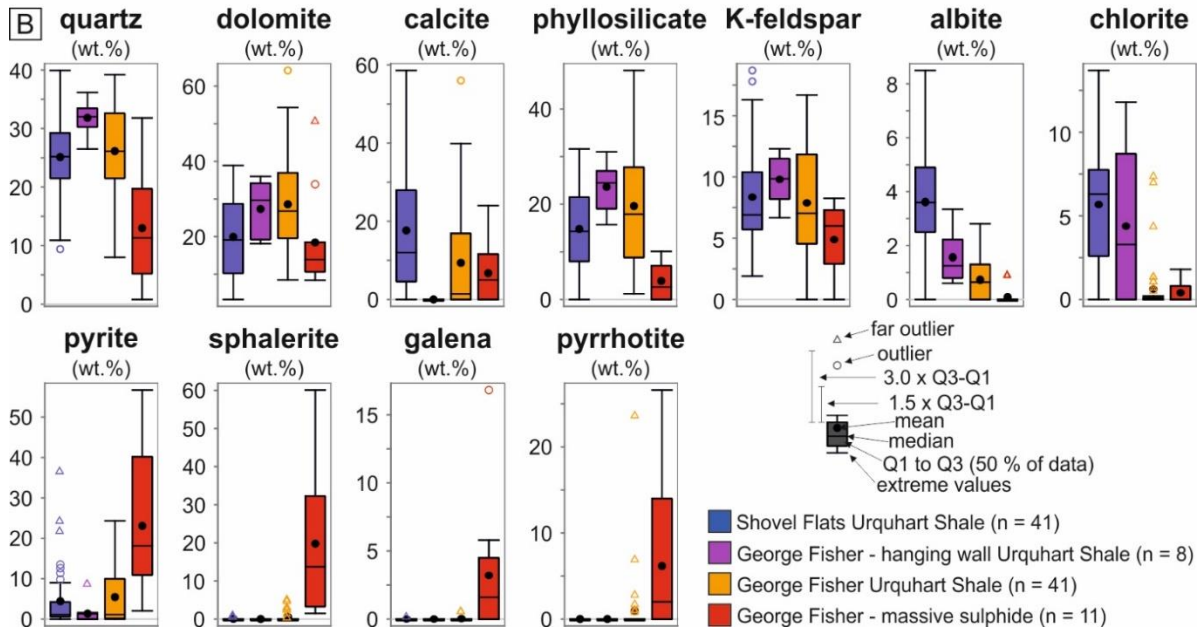 B
quartz dolomite calcite phyllosilicate K-feldspar albite chlorite
(wt.%) (wt.%) (wt.%) (wt.%) (wt.%) (wt.%) (wt.%)
40
30
20
10
0
60
40
20
60
40
20
0
40
20
0
15
10
5
0
8
6
4
2
0
10
5
0
pyrite sphalerite galena pyrrhotite
(wt.%) (wt.%) (wt.%) (wt.%)
50
40
30
20
10
0
60
50
40
30
20
10
0
15
10
5
0
20
10
0
far outlier
outlier
3.0 x Q3-Q1
1.5 x Q3-Q1
mean
median
Q1 to Q3 (50 % of data)
extreme values
Shovel Flats Urquhart Shale (n = 41)
George Fisher - hanging wall Urquhart Shale (n = 8)
George Fisher Urquhart Shale (n = 41)
George Fisher - massive sulphide (n = 11)